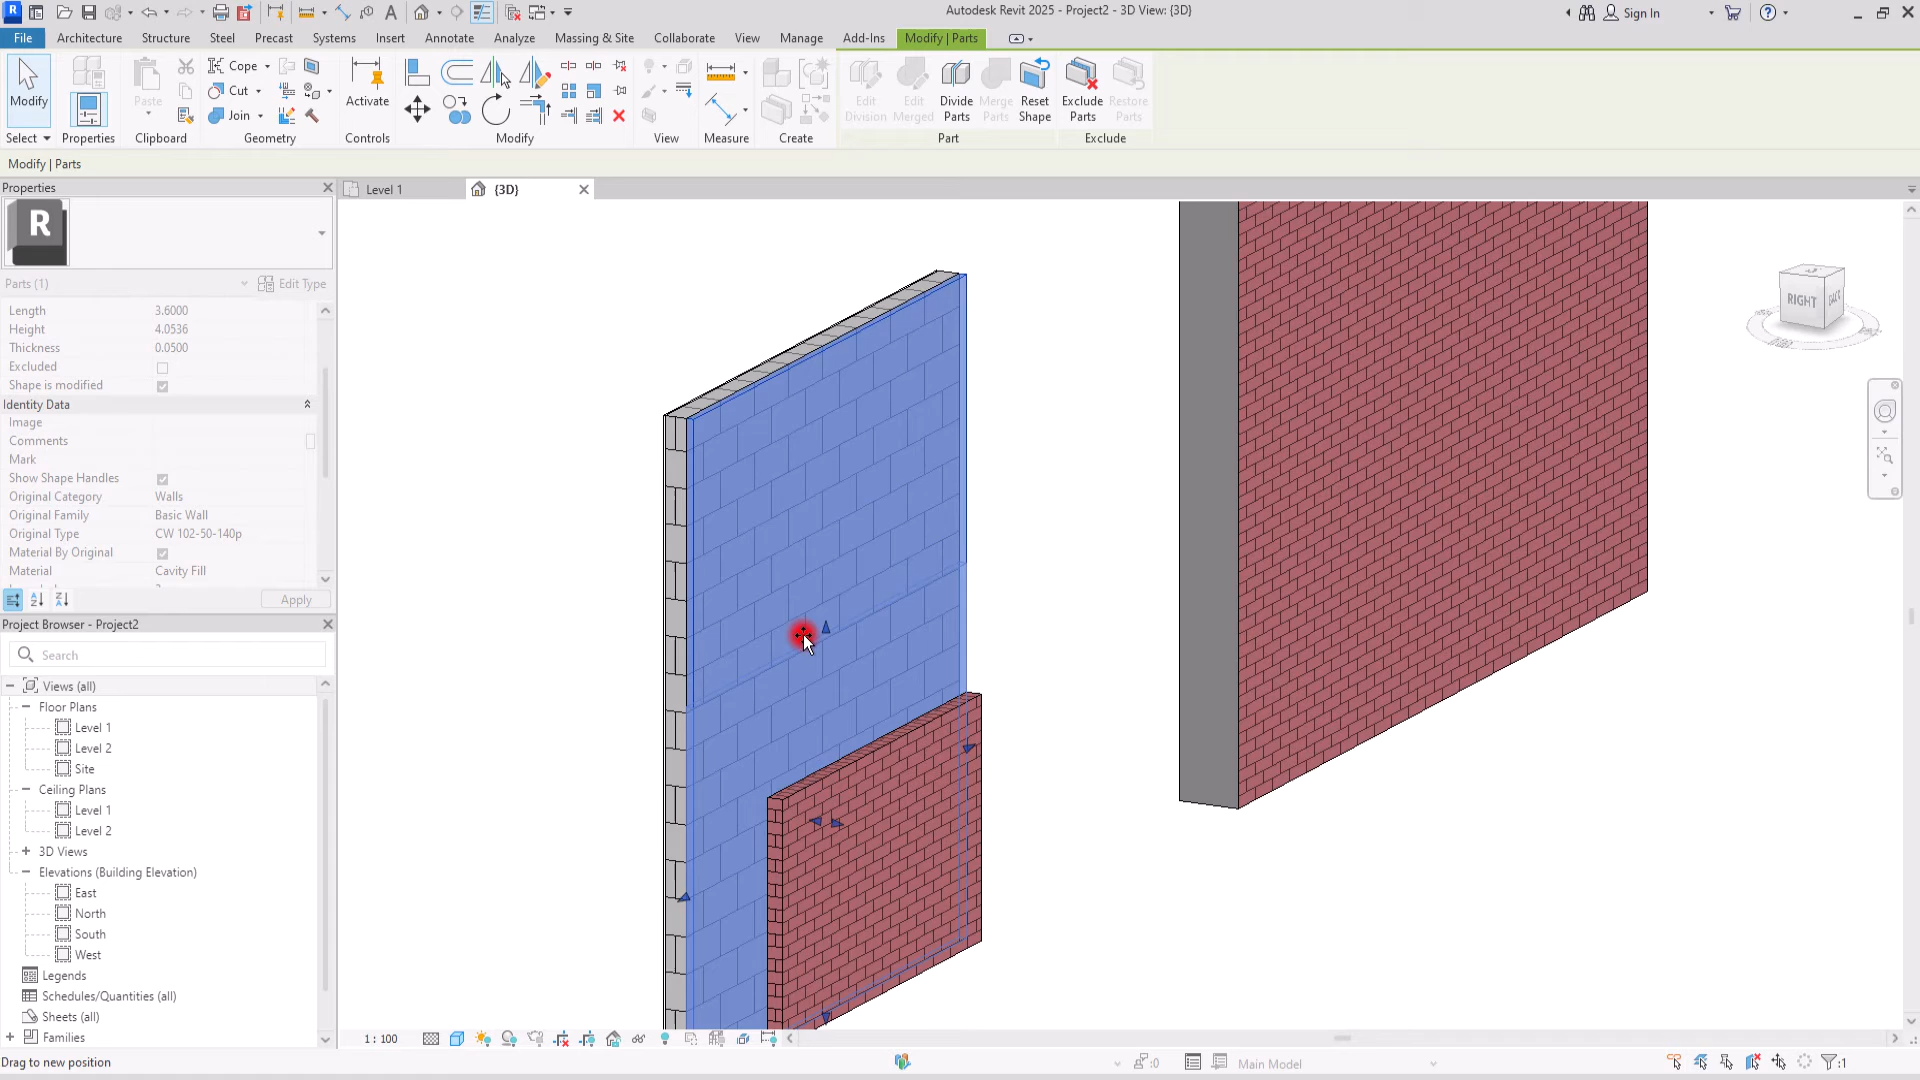 Autodesk Revit 2025 - Project2 - 3D View: {3D}
Sign In
File
Architecture
Structure
Steel
Precast
Systems
Insert
Annotate
Analyze
Massing & Site
Collaborate
View
Manage
Add-Ins
Modify | Parts
Modify
Paste
Cope
Cut
Join
Activate
Edit Division
Edit Merged
Divide Parts
Merge Parts
Reset Shape
Exclude Parts
Restore Parts
Select
Properties
Clipboard
Geometry
Controls
Modify
View
Measure
Create
Part
Exclude
Modify | Parts
Properties
Level 1
{3D}
R
Parts (1)
Edit Type
Length 3.6000
Height 4.0536
Thickness 0.0500
Excluded
Shape is modified
Identity Data
Image
Comments
Mark
Show Shape Handles
Original Category Walls
Original Family Basic Wall
Original Type CW 102-50-140p
Material By Original
Material Cavity Fill
Apply
Project Browser - Project2
Search
Views (all)
Floor Plans
Level 1
Level 2
Site
Ceiling Plans
Level 1
Level 2
3D Views
Elevations (Building Elevation)
East
North
South
West
Legends
Schedules/Quantities (all)
Sheets (all)
Families
RIGHT
1 : 100
Drag to new position
:0
Main Model
:1